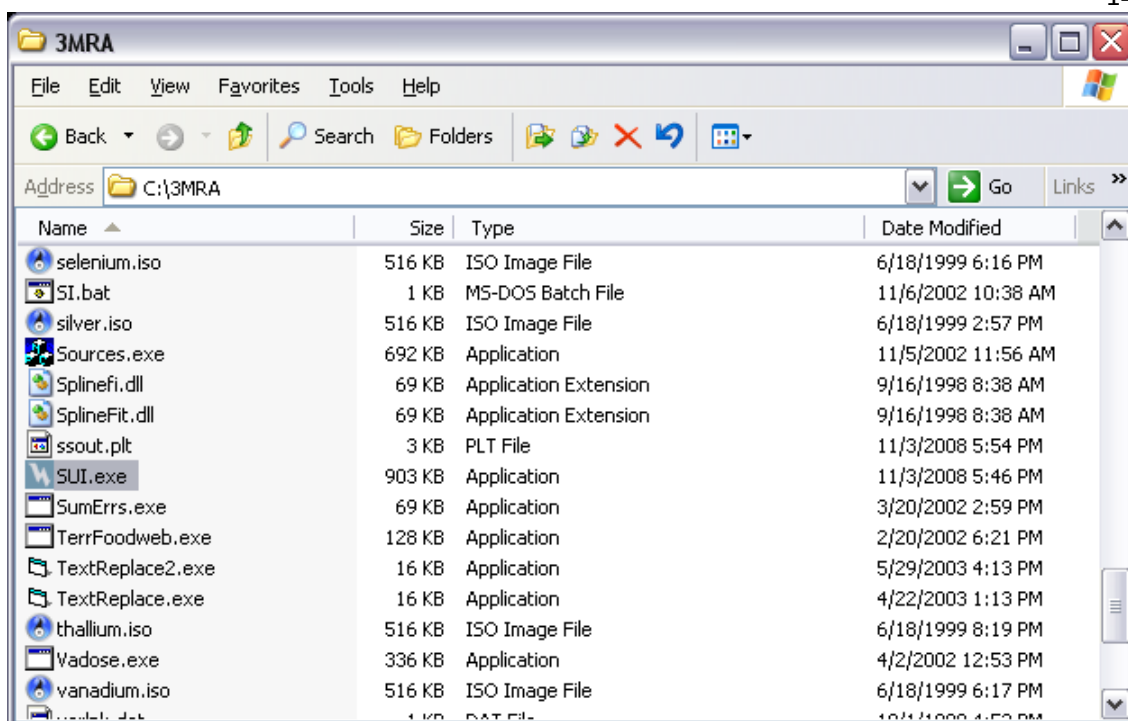 3MRA
File Edit View Favorites Tools Help
Back Search Folders
Address C:\3MRA Go Links »
Name Size Type Date Modified
selenium.iso 516 KB ISO Image File 6/18/1999 6:16 PM
SI.bat 1 KB MS-DOS Batch File 11/6/2002 10:38 AM
silver.iso 516 KB ISO Image File 6/18/1999 2:57 PM
Sources.exe 692 KB Application 11/5/2002 11:56 AM
Splinefi.dll 69 KB Application Extension 9/16/1998 8:38 AM
SplineFit.dll 69 KB Application Extension 9/16/1998 8:38 AM
ssout.plt 3 KB PLT File 11/3/2008 5:54 PM
SUI.exe 903 KB Application 11/3/2008 5:46 PM
SumErrs.exe 69 KB Application 3/20/2002 2:59 PM
TerrFoodweb.exe 128 KB Application 2/20/2002 6:21 PM
TextReplace2.exe 16 KB Application 5/29/2003 4:13 PM
TextReplace.exe 16 KB Application 4/22/2003 1:13 PM
thallium.iso 516 KB ISO Image File 6/18/1999 8:19 PM
Vadose.exe 336 KB Application 4/2/2002 12:53 PM
vanadium.iso 516 KB ISO Image File 6/18/1999 6:17 PM
1 KB DAT File